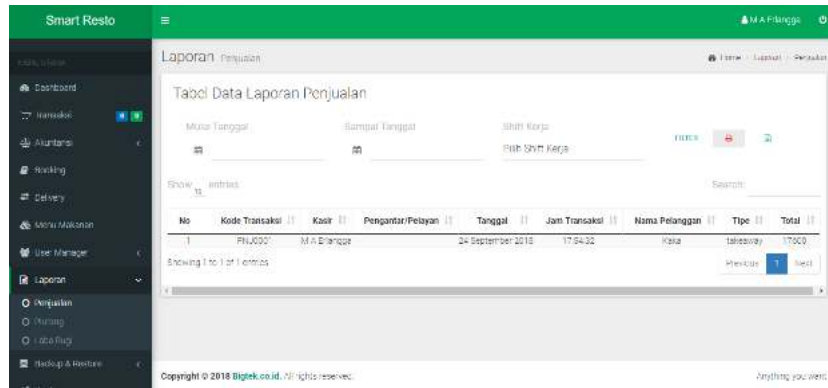 Smart Resto
M A Erlangga
Laporan Penjualan
Home Laporan Penjualan
Dashboard
Transaksi
Akuntansi
Booking
Delivery
Menu Makanan
User Manager
Laporan
Penjualan
Piutang
Laba Rugi
Backup & Restore
Tabel Data Laporan Penjualan
Mulai Tanggal Sampai Tanggal Shift Kerja
Pilih Shift Kerja
FILTER
Show 10 entries Search:
No Kode Transaksi Kasir Pengantar/Pelayan Tanggal Jam Transaksi Nama Pelanggan Tipe Total
1 PNJ0001 M A Erlangga 24 September 2018 17:54:32 Kaka takeaway 17600
Showing 1 to 1 of 1 entries
Previous 1 Next
Copyright © 2018 Bigtek.co.id. All rights reserved.
Anything you want